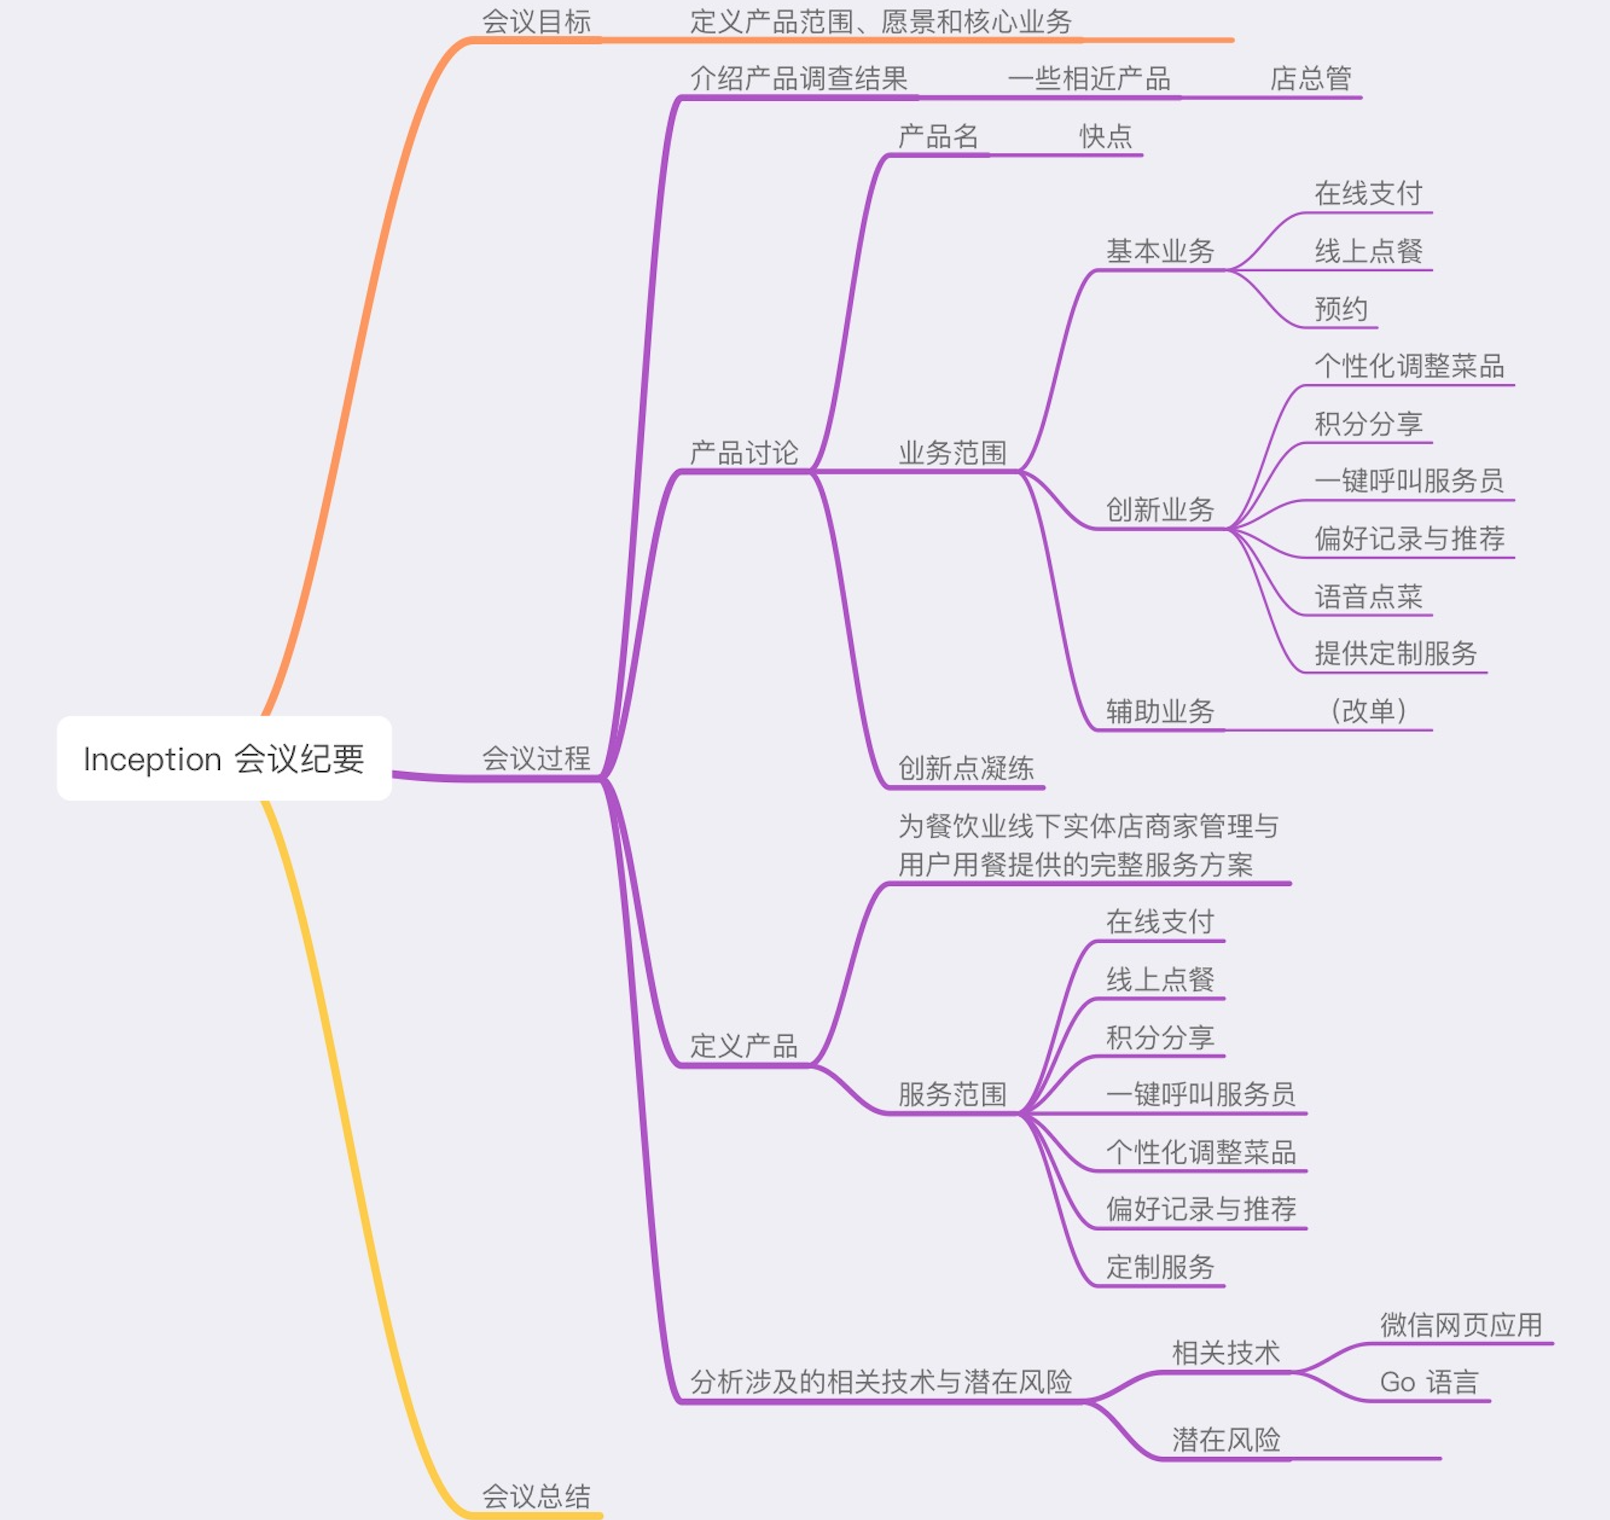 会议目标
定义产品范围、愿景和核心业务
介绍产品调查结果
一些相近产品
店总管
产品名
快点
在线支付
基本业务
线上点餐
预约
个性化调整菜品
积分分享
产品讨论
业务范围
一键呼叫服务员
创新业务
偏好记录与推荐
语音点菜
提供定制服务
辅助业务
（改单）
Inception 会议纪要
会议过程
创新点凝练
为餐饮业线下实体店商家管理与
用户用餐提供的完整服务方案
在线支付
线上点餐
积分分享
定义产品
服务范围
一键呼叫服务员
个性化调整菜品
偏好记录与推荐
定制服务
微信网页应用
相关技术
分析涉及的相关技术与潜在风险
Go 语言
潜在风险
会议总结